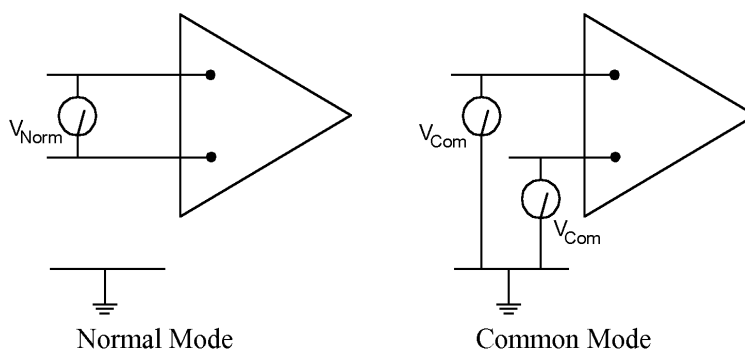 V_Norm
V_Com
V_Com
Normal Mode
Common Mode